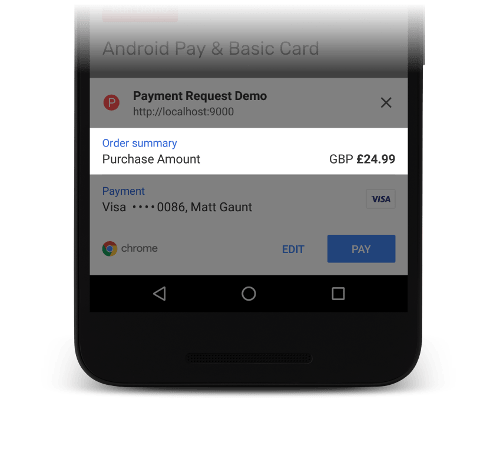 Android Pay & Basic Card
P
Payment Request Demo
http://localhost:9000
Order summary
Purchase Amount GBP £24.99
Payment
Visa •••• 0086, Matt Gaunt
VISA
chrome EDIT PAY